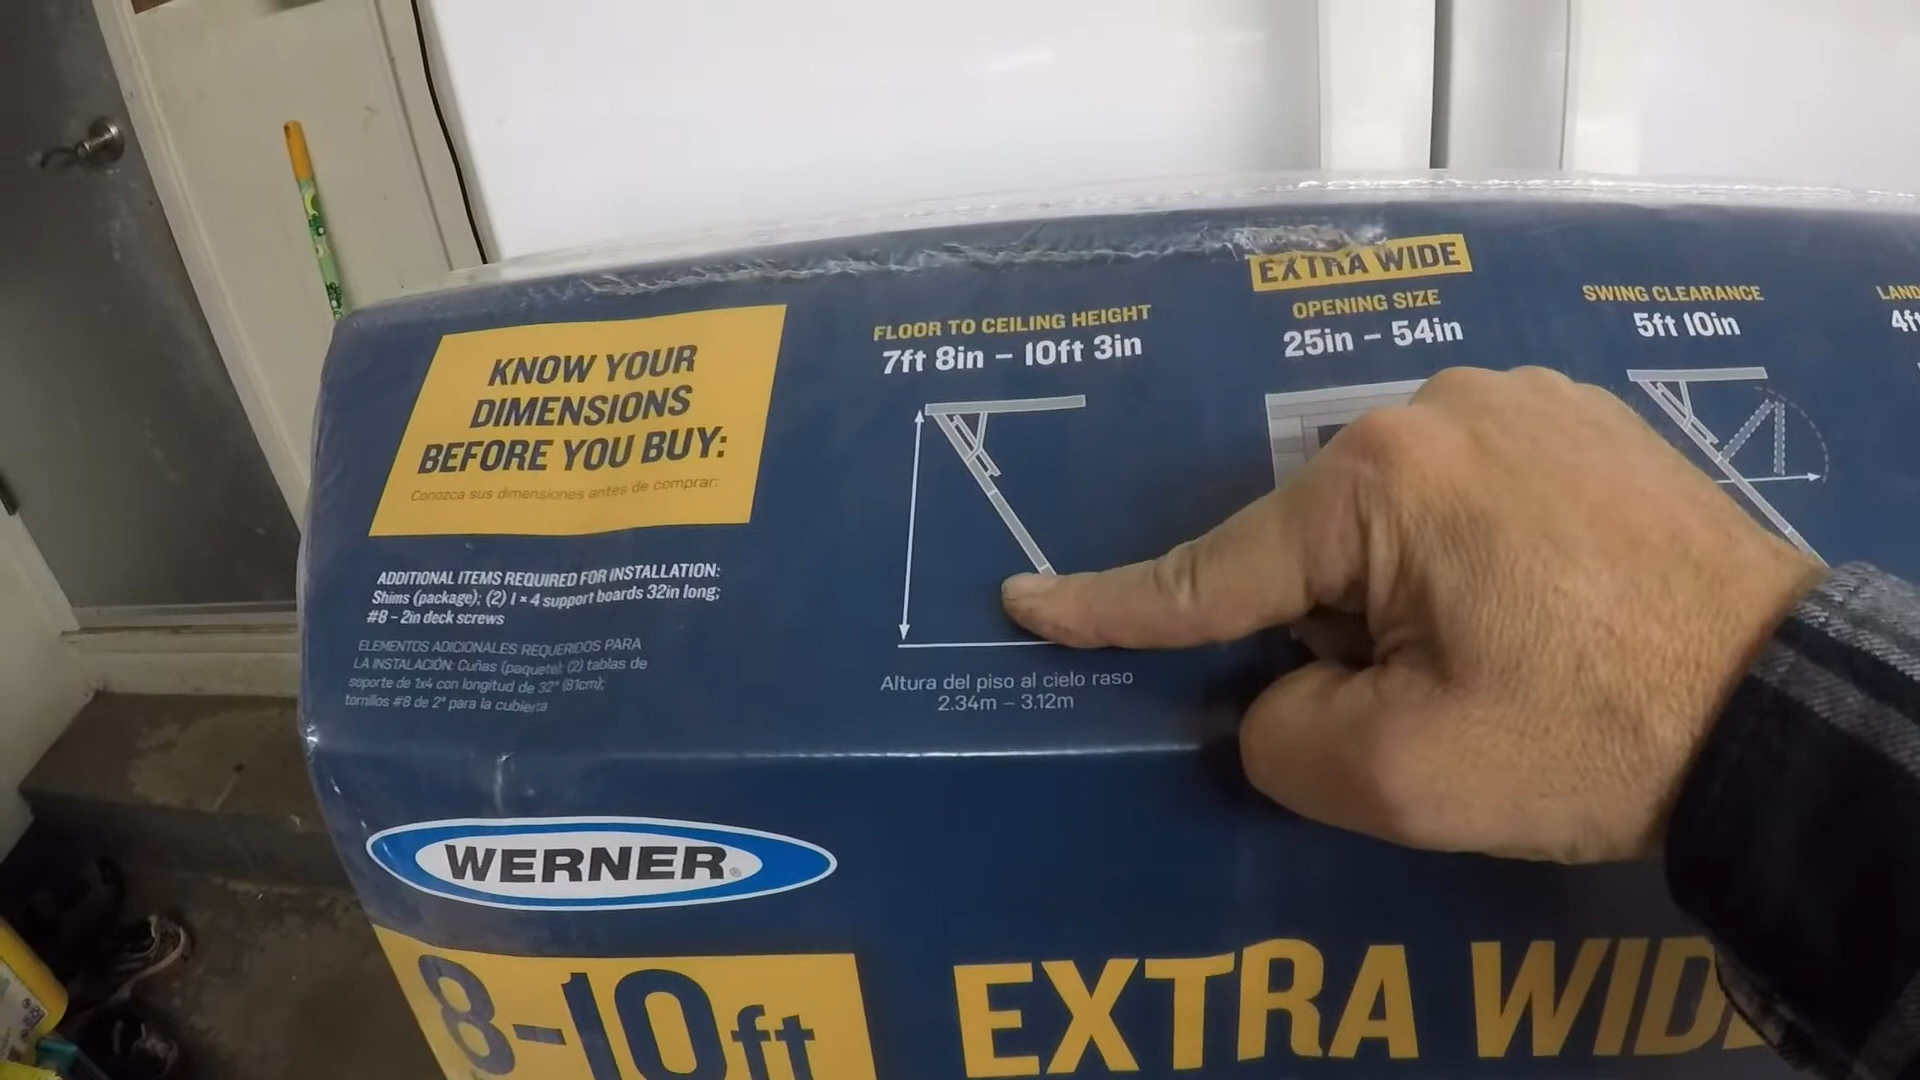 KNOW YOUR
DIMENSIONS
BEFORE YOU BUY:
Conozca sus dimensiones antes de comprar:
ADDITIONAL ITEMS REQUIRED FOR INSTALLATION:
Shims (package); (2) 1 × 4 support boards 32in long;
#8 – 2in deck screws
ELEMENTOS ADICIONALES REQUERIDOS PARA
LA INSTALACIÓN: Cuñas (paquete); (2) tablas de
soporte de 1x4 con longitud de 32" (81cm);
tornillos #8 de 2" para la cubierta
FLOOR TO CEILING HEIGHT
7ft 8in – 10ft 3in
Altura del piso al cielo raso
2.34m – 3.12m
EXTRA WIDE
OPENING SIZE
25in – 54in
SWING CLEARANCE
5ft 10in
WERNER
8-10ft
EXTRA WIDE